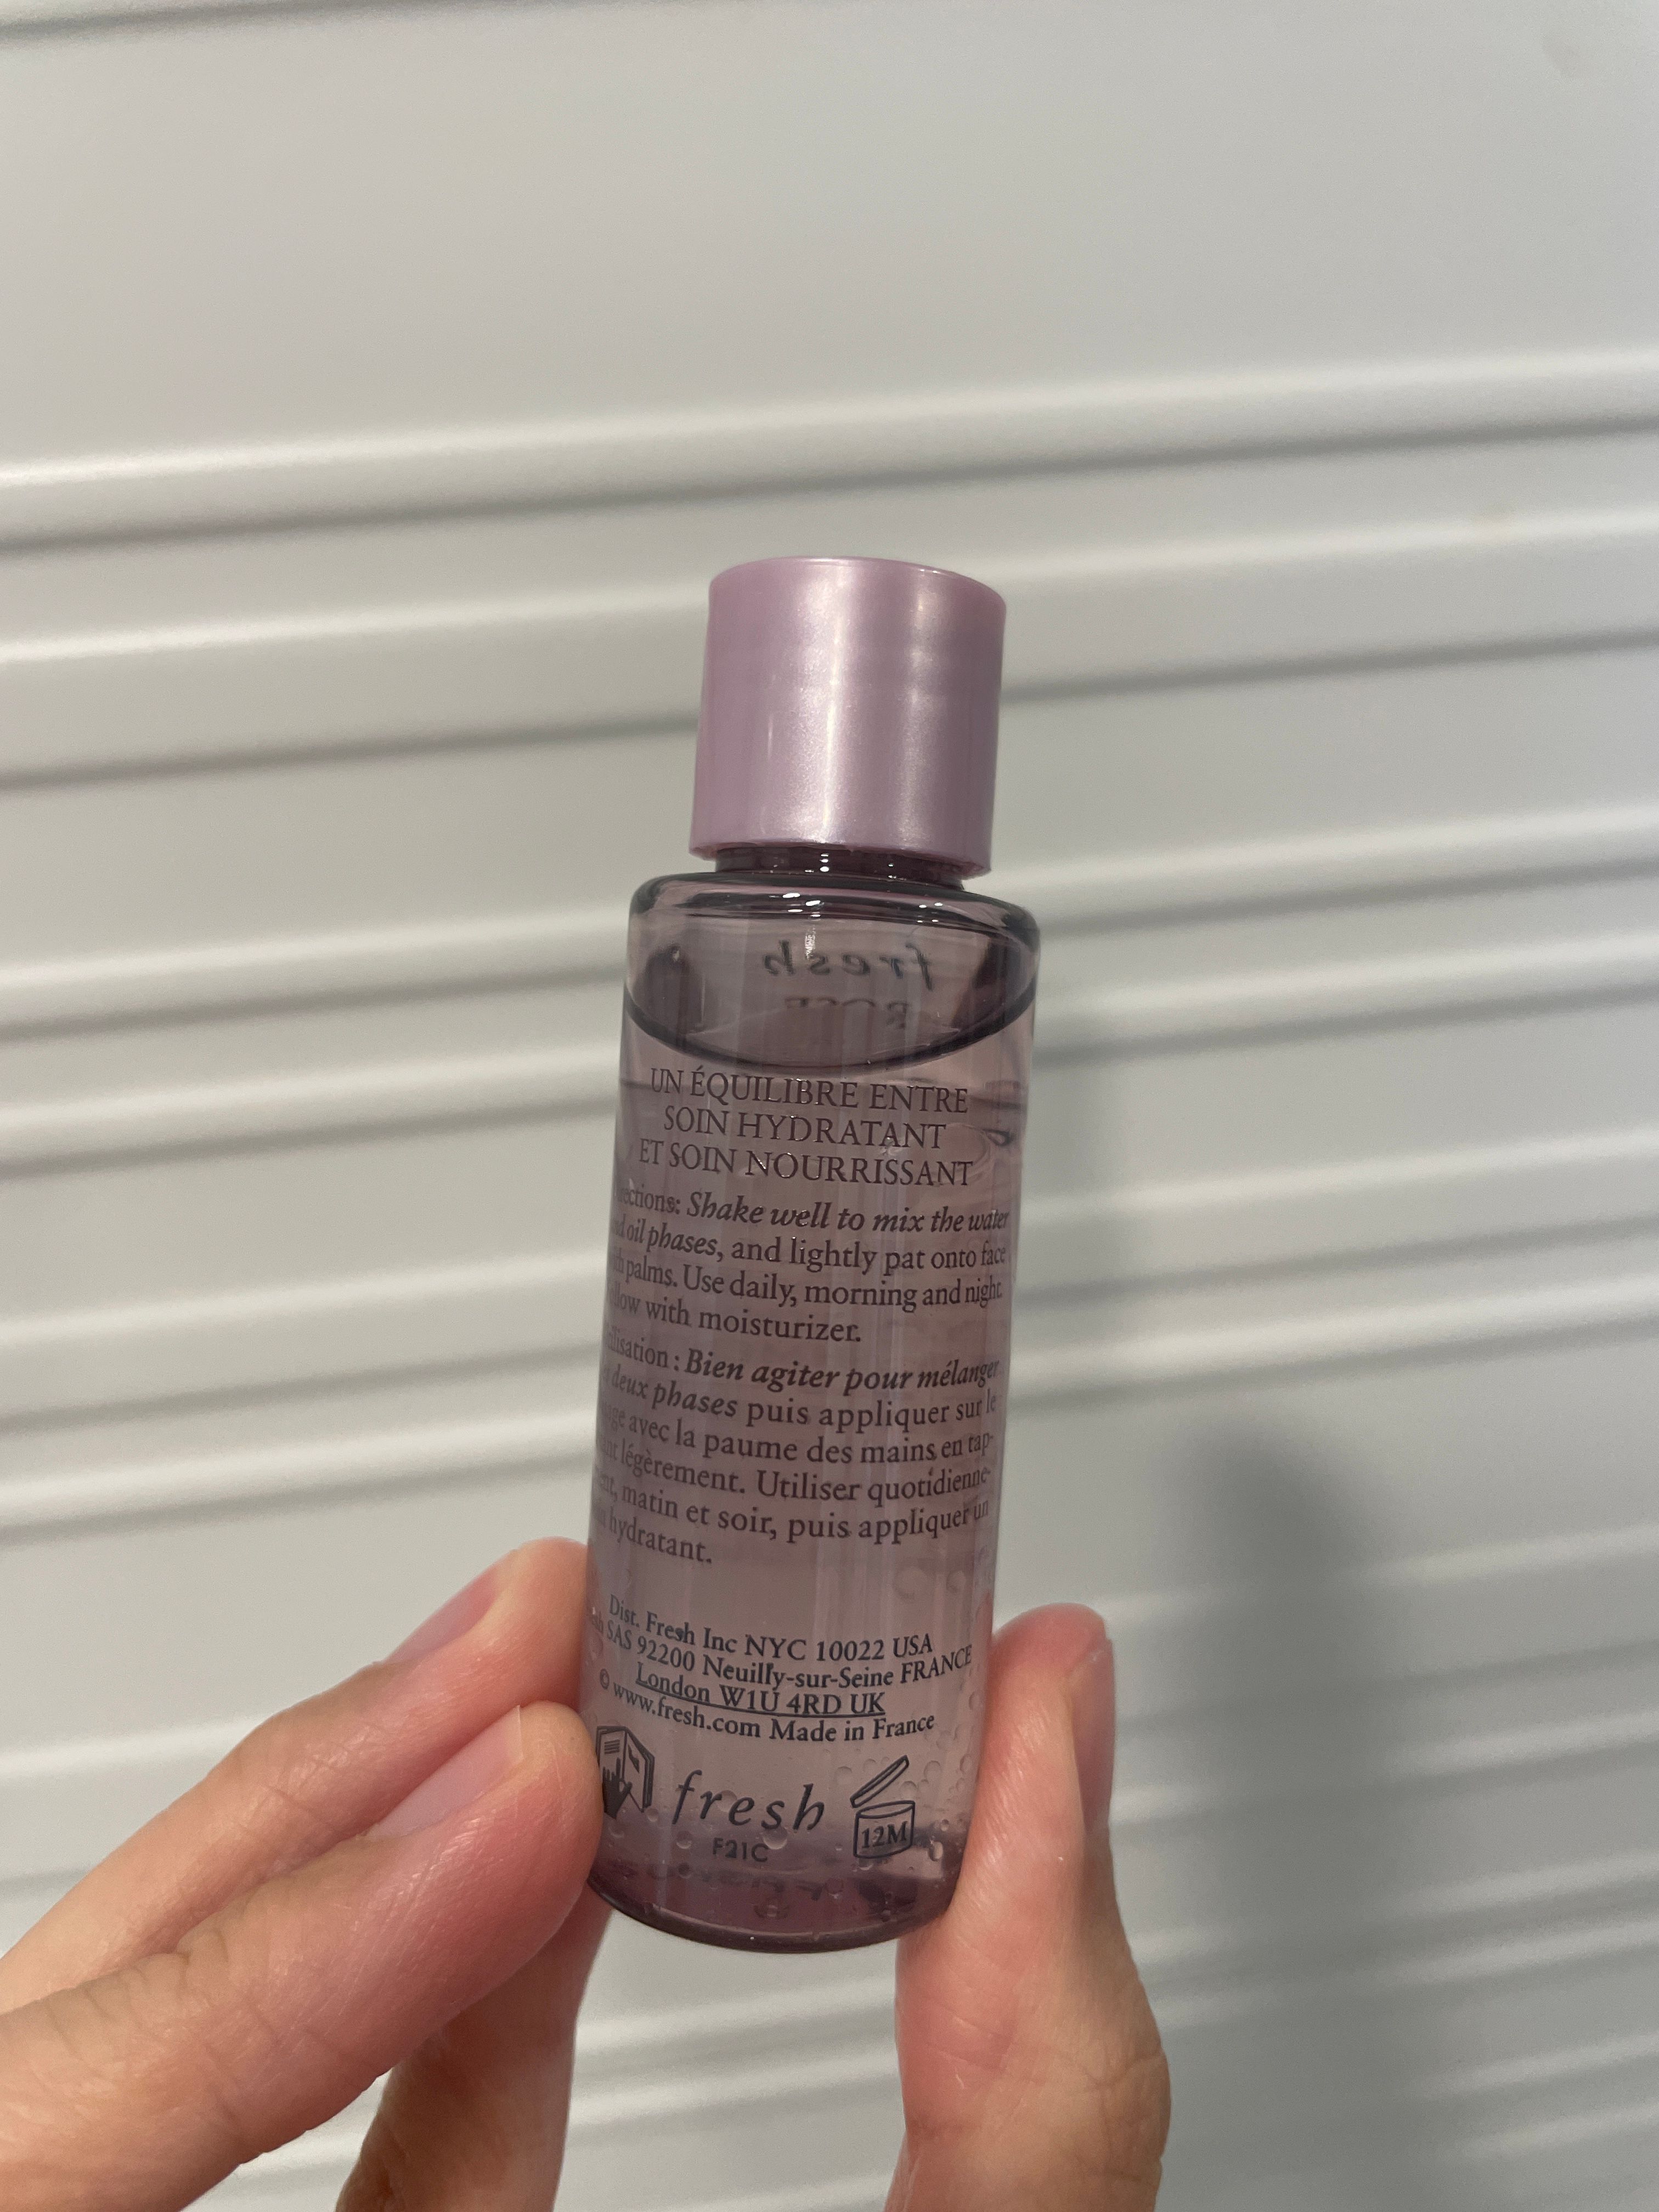 fresh
ROSE
UN ÉQUILIBRE ENTRE
SOIN HYDRATANT
ET SOIN NOURRISSANT
Shake well to mix the water
oil phases, and lightly pat onto face
palms. Use daily, morning and night.
with moisturizer.
: Bien agiter pour mélanger
deux phases puis appliquer sur le
avec la paume des mains en tap-
légèrement. Utiliser quotidienne-
matin et soir, puis appliquer un
hydratant.
Dist. Fresh Inc NYC 10022 USA
SAS 92200 Neuilly-sur-Seine FRANCE
London W1U 4RD UK
© www.fresh.com Made in France
fresh
12M
F21C